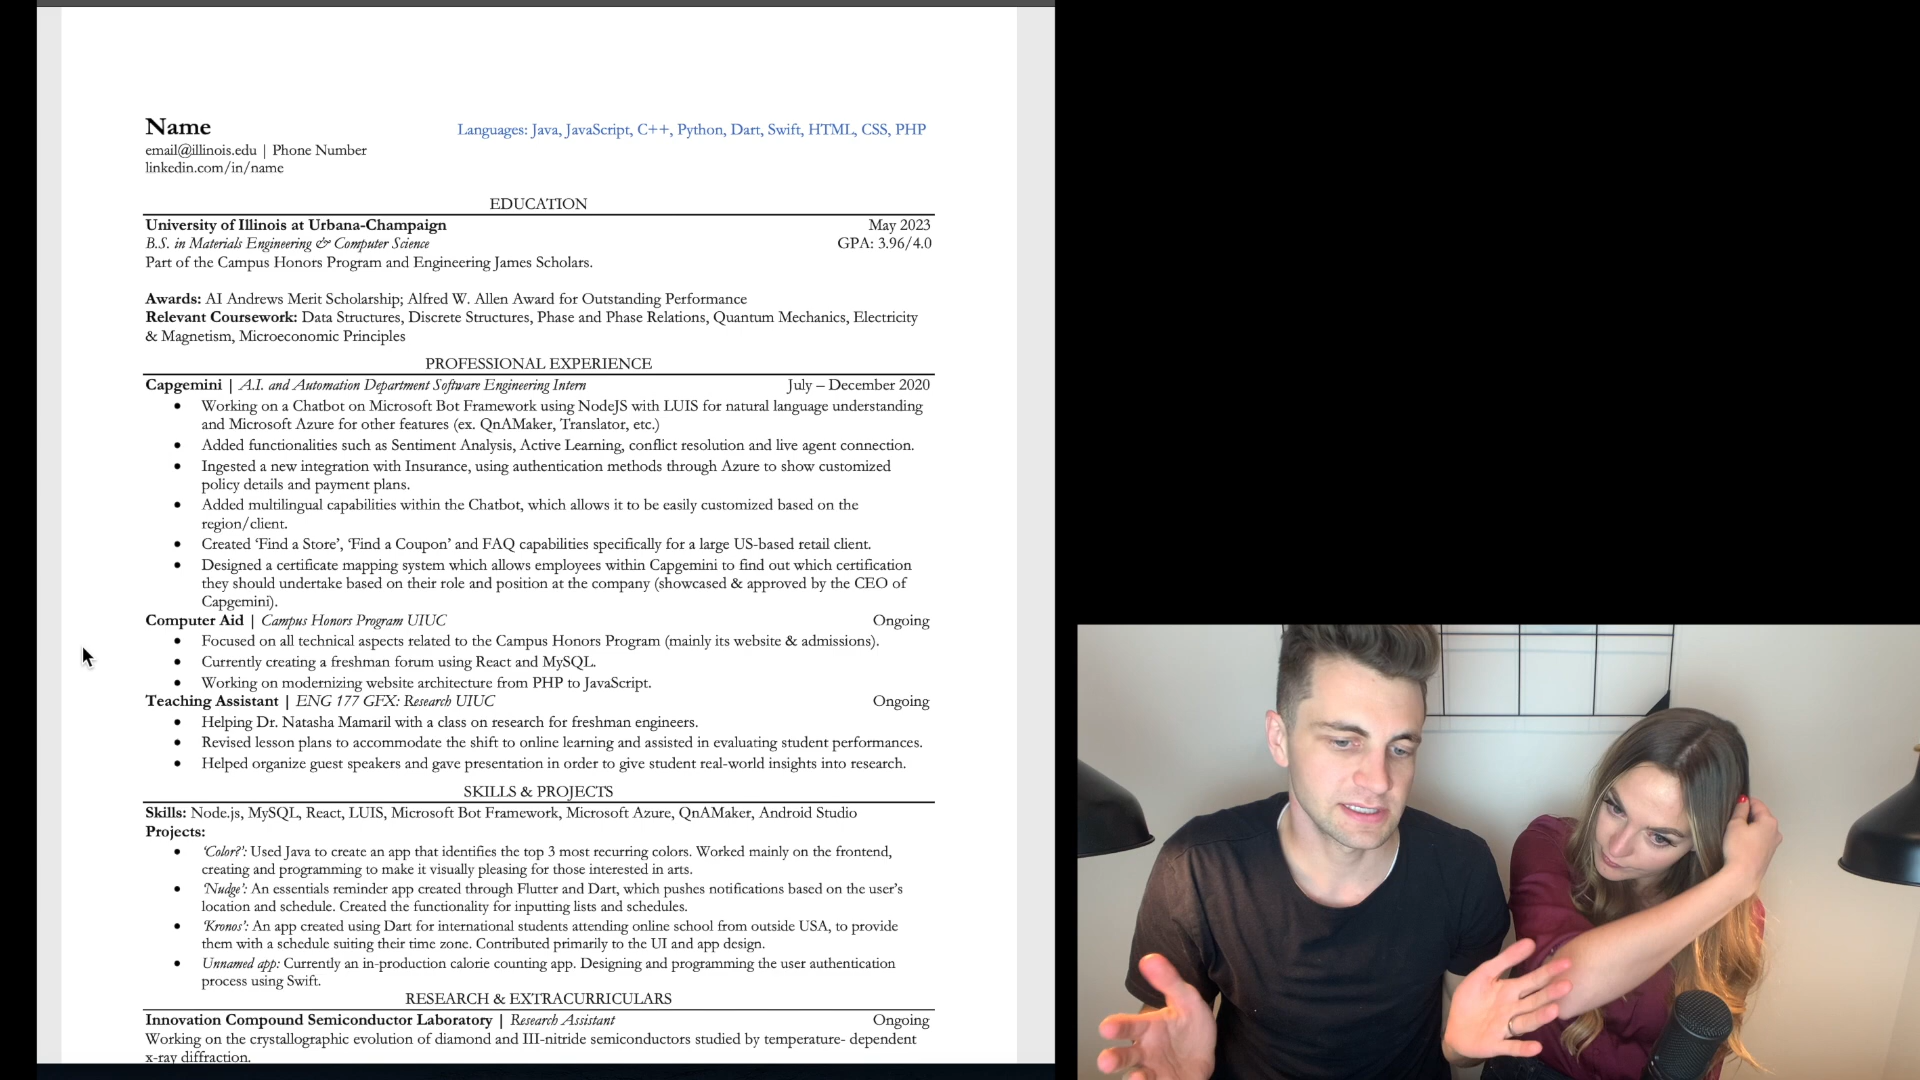 Name
Languages: Java, JavaScript, C++, Python, Dart, Swift, HTML, CSS, PHP
email@illinois.edu | Phone Number
linkedin.com/in/name
EDUCATION
University of Illinois at Urbana-Champaign May 2023
B.S. in Materials Engineering & Computer Science GPA: 3.96/4.0
Part of the Campus Honors Program and Engineering James Scholars.
Awards: AI Andrews Merit Scholarship; Alfred W. Allen Award for Outstanding Performance
Relevant Coursework: Data Structures, Discrete Structures, Phase and Phase Relations, Quantum Mechanics, Electricity
& Magnetism, Microeconomic Principles
PROFESSIONAL EXPERIENCE
Capgemini | A.I. and Automation Department Software Engineering Intern July – December 2020
• Working on a Chatbot on Microsoft Bot Framework using NodeJS with LUIS for natural language understanding
and Microsoft Azure for other features (ex. QnAMaker, Translator, etc.)
• Added functionalities such as Sentiment Analysis, Active Learning, conflict resolution and live agent connection.
• Ingested a new integration with Insurance, using authentication methods through Azure to show customized
policy details and payment plans.
• Added multilingual capabilities within the Chatbot, which allows it to be easily customized based on the
region/client.
• Created ‘Find a Store’, ‘Find a Coupon’ and FAQ capabilities specifically for a large US-based retail client.
• Designed a certificate mapping system which allows employees within Capgemini to find out which certification
they should undertake based on their role and position at the company (showcased & approved by the CEO of
Capgemini).
Computer Aid | Campus Honors Program UIUC Ongoing
• Focused on all technical aspects related to the Campus Honors Program (mainly its website & admissions).
• Currently creating a freshman forum using React and MySQL.
• Working on modernizing website architecture from PHP to JavaScript.
Teaching Assistant | ENG 177 GFX: Research UIUC Ongoing
• Helping Dr. Natasha Mamaril with a class on research for freshman engineers.
• Revised lesson plans to accommodate the shift to online learning and assisted in evaluating student performances.
• Helped organize guest speakers and gave presentation in order to give student real-world insights into research.
SKILLS & PROJECTS
Skills: Node.js, MySQL, React, LUIS, Microsoft Bot Framework, Microsoft Azure, QnAMaker, Android Studio
Projects:
• ‘Color?’: Used Java to create an app that identifies the top 3 most recurring colors. Worked mainly on the frontend,
creating and programming to make it visually pleasing for those interested in arts.
• ‘Nudge’: An essentials reminder app created through Flutter and Dart, which pushes notifications based on the user’s
location and schedule. Created the functionality for inputting lists and schedules.
• ‘Kronos’: An app created using Dart for international students attending online school from outside USA, to provide
them with a schedule suiting their time zone. Contributed primarily to the UI and app design.
• Unnamed app: Currently an in-production calorie counting app. Designing and programming the user authentication
process using Swift.
RESEARCH & EXTRACURRICULARS
Innovation Compound Semiconductor Laboratory | Research Assistant Ongoing
Working on the crystallographic evolution of diamond and III-nitride semiconductors studied by temperature- dependent
x-ray diffraction.